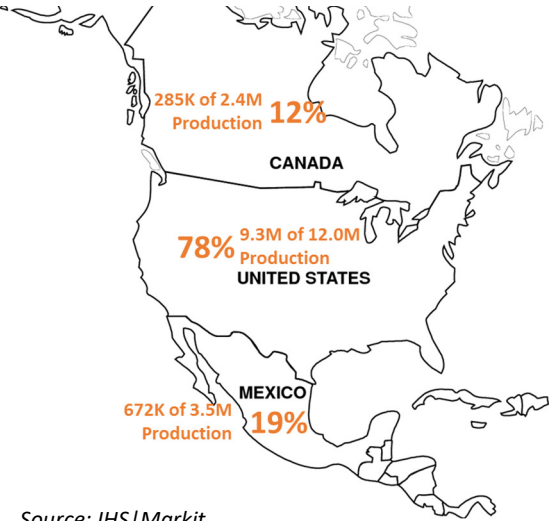 285K of 2.4M
Production
12%
CANADA
78%
9.3M of 12.0M
Production
UNITED STATES
MEXICO
672K of 3.5M
Production
19%
Source: IHS|Markit